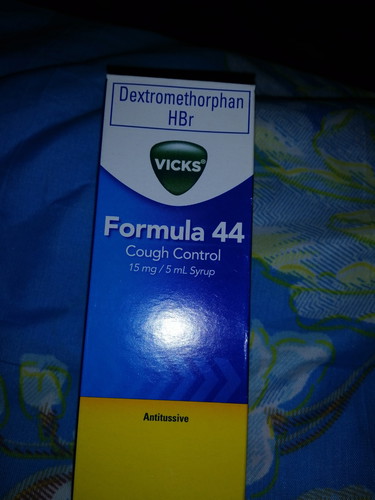 Dextromethorphan
HBr
VICKS®
Formula 44
Cough Control
15 mg / 5 mL Syrup
Antitussive